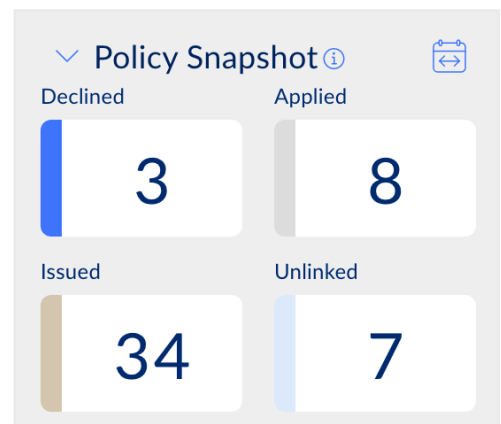 Policy Snapshot
Declined
Applied
3
8
Issued
Unlinked
34
7